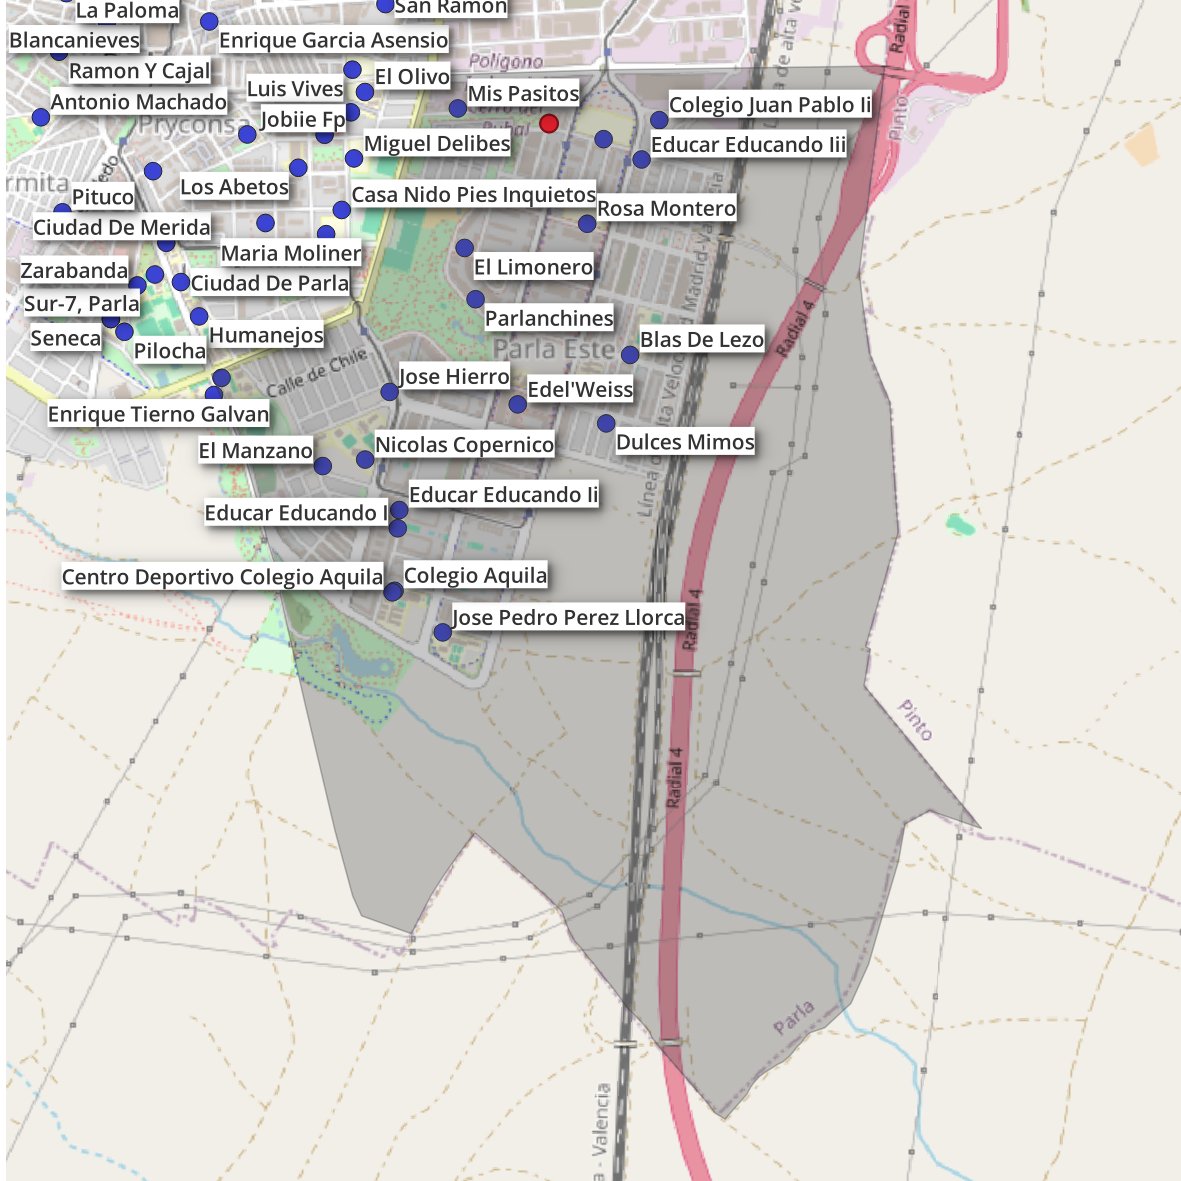 La Paloma
San Ramon
Radial
Blancanieves
Enrique Garcia Asensio
Polígono
Ramon Y Cajal
El Olivo
Luis Vives
Mis Pasitos
Antonio Machado
Colegio Juan Pablo Ii
Pryconsa
Jobiie Fp
Pinto
Miguel Delibes
Educar Educando Iii
Los Abetos
Casa Nido Pies Inquietos
Pituco
Rosa Montero
Ciudad De Merida
Maria Moliner
Zarabanda
El Limonero
Ciudad De Parla
Sur-7, Parla
Parlanchines
Radial 4
Seneca
Humanejos
Blas De Lezo
Pilocha
Parla Este
Calle de Chile
Jose Hierro
Edel'Weiss
Enrique Tierno Galvan
Dulces Mimos
El Manzano
Nicolas Copernico
Educar Educando Ii
Educar Educando I
Centro Deportivo Colegio Aquila
Colegio Aquila
Jose Pedro Perez Llorca
Radial 4
Pinto
Radial 4
Parla
a - Valencia